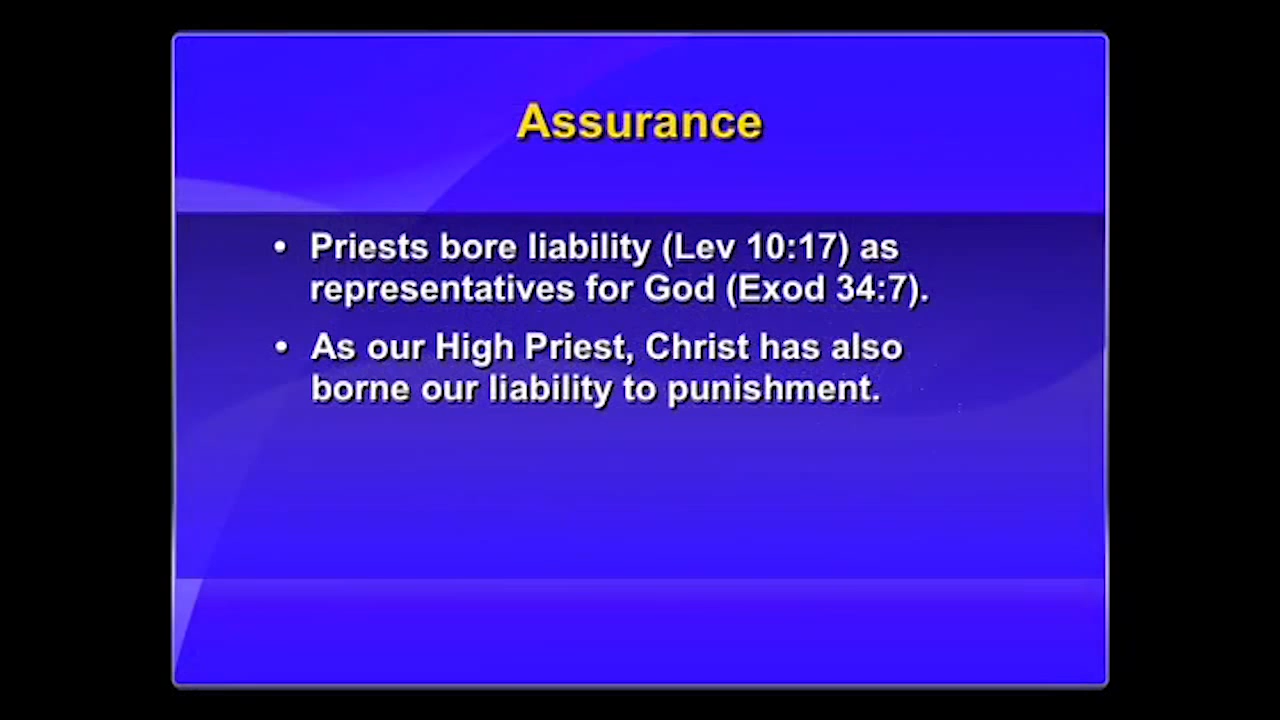 Assurance
• Priests bore liability (Lev 10:17) as
representatives for God (Exod 34:7).
• As our High Priest, Christ has also
borne our liability to punishment.